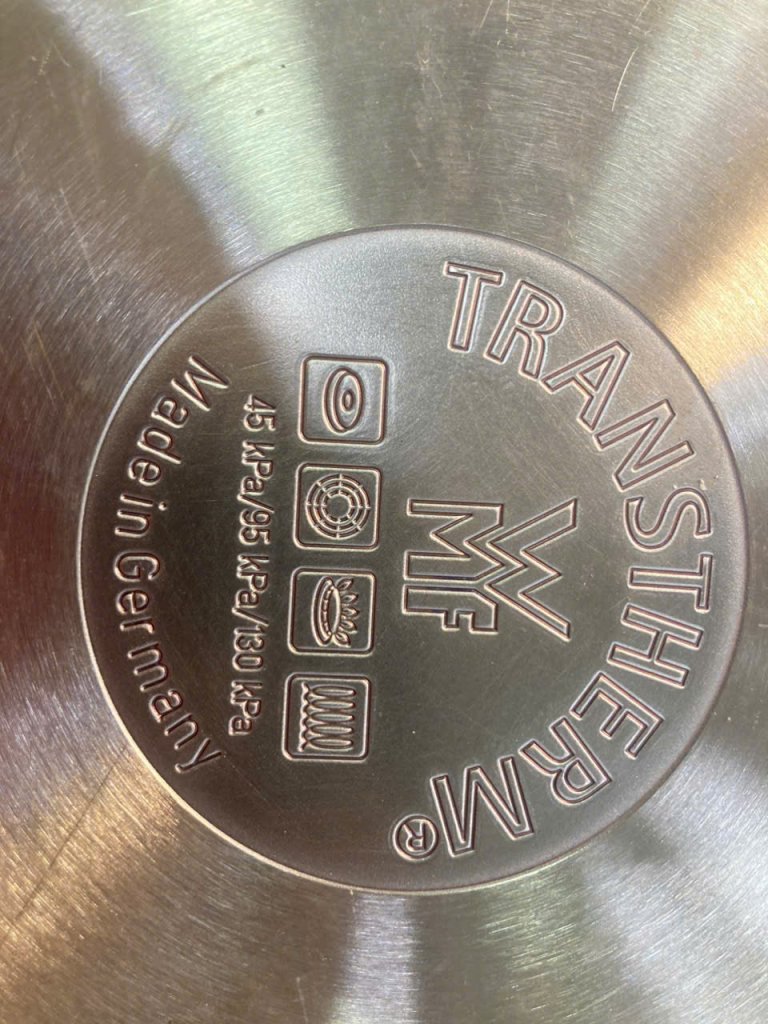 TRANSTHERM®
WMF
45 kPa/95 kPa/130 kPa
Made in Germany